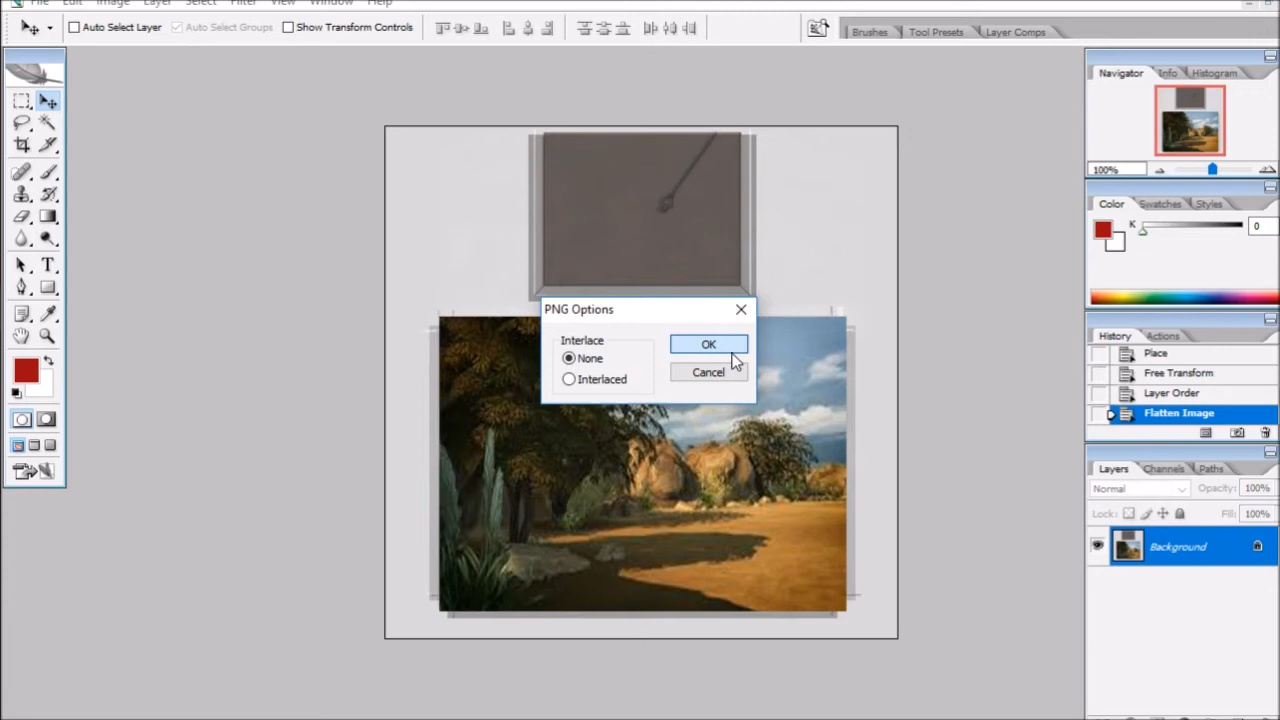 File Edit Image Layer Select Filter View Window Help
Auto Select Layer Auto Select Groups Show Transform Controls
Brushes Tool Presets Layer Comps
Navigator Info Histogram
100%
Color Swatches Styles
K 0
PNG Options
Interlace
None
Interlaced
OK
Cancel
History Actions
Place
Free Transform
Layer Order
Flatten Image
Layers Channels Paths
Normal Opacity: 100%
Lock: Fill: 100%
Background